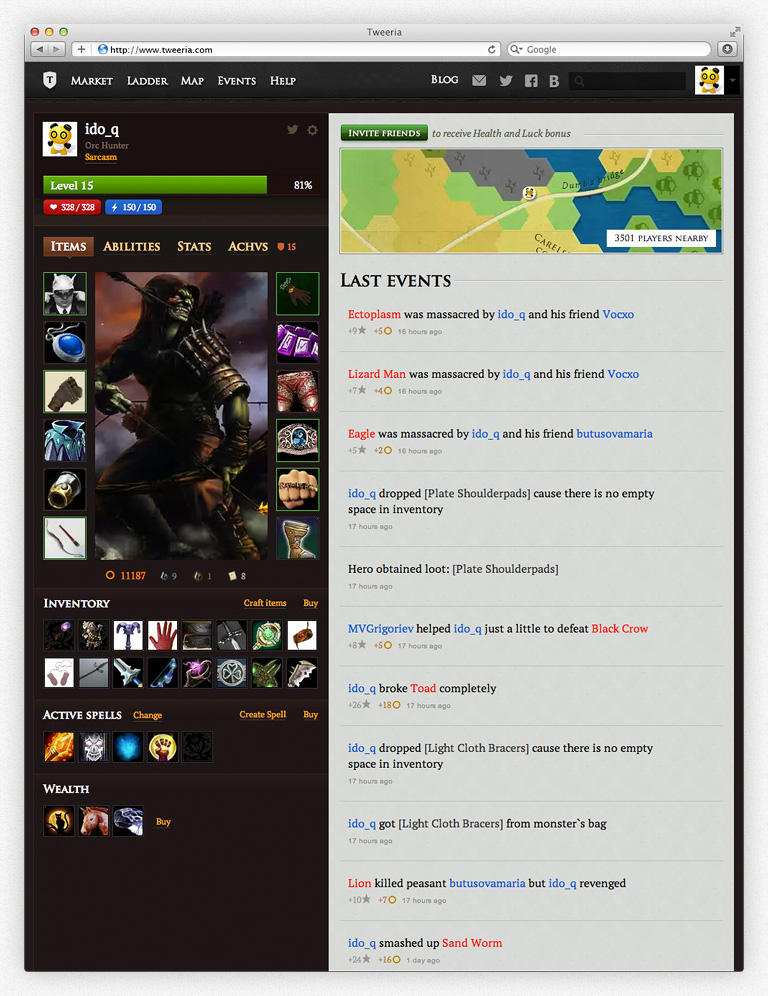 Tweeria
http://www.tweeria.com
Google
T
Market Ladder Map Events Help
Blog
B
ido_q
Orc Hunter
Sarcasm
Level 15
81%
328 / 328
150 / 150
Items Abilities Stats Achvs 15
11187 9 1 8
Inventory
Craft items Buy
Active spells Change
Create Spell Buy
Wealth
Buy
Invite friends to receive Health and Luck bonus
3501 players nearby
Last events
Ectoplasm was massacred by ido_q and his friend Vocxo
+9 +5 16 hours ago
Lizard Man was massacred by ido_q and his friend Vocxo
+7 +4 16 hours ago
Eagle was massacred by ido_q and his friend butusovamaria
+5 +2 16 hours ago
ido_q dropped [Plate Shoulderpads] cause there is no empty
space in inventory
17 hours ago
Hero obtained loot: [Plate Shoulderpads]
17 hours ago
MVGrigoriev helped ido_q just a little to defeat Black Crow
+8 +5 17 hours ago
ido_q broke Toad completely
+26 +18 17 hours ago
ido_q dropped [Light Cloth Bracers] cause there is no empty
space in inventory
17 hours ago
ido_q got [Light Cloth Bracers] from monster`s bag
17 hours ago
Lion killed peasant butusovamaria but ido_q revenged
+10 +7 17 hours ago
ido_q smashed up Sand Worm
+24 +16 1 day ago